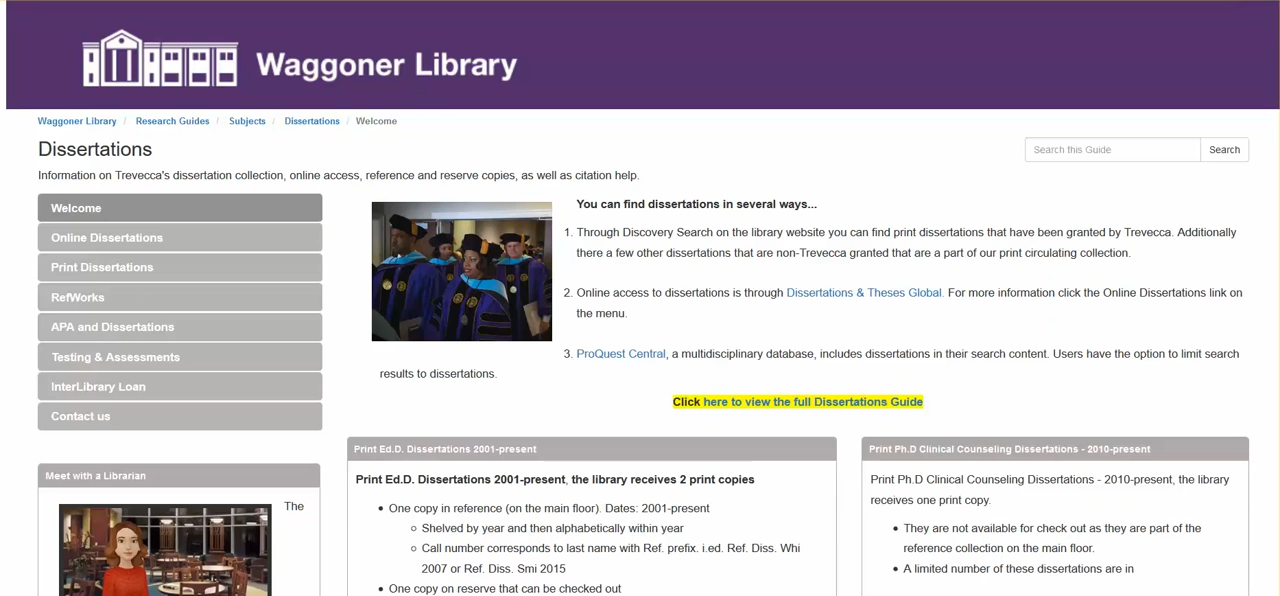 Waggoner Library
Waggoner Library / Research Guides / Subjects / Dissertations / Welcome
Dissertations
Search this Guide
Search
Information on Trevecca's dissertation collection, online access, reference and reserve copies, as well as citation help.
Welcome
Online Dissertations
Print Dissertations
RefWorks
APA and Dissertations
Testing & Assessments
InterLibrary Loan
Contact us
You can find dissertations in several ways...
1. Through Discovery Search on the library website you can find print dissertations that have been granted by Trevecca. Additionally
there a few other dissertations that are non-Trevecca granted that are a part of our print circulating collection.
2. Online access to dissertations is through Dissertations & Theses Global. For more information click the Online Dissertations link on
the menu.
3. ProQuest Central, a multidisciplinary database, includes dissertations in their search content. Users have the option to limit search
results to dissertations.
Click here to view the full Dissertations Guide
Meet with a Librarian
The
Print Ed.D. Dissertations 2001-present
Print Ed.D. Dissertations 2001-present, the library receives 2 print copies
• One copy in reference (on the main floor). Dates: 2001-present
○ Shelved by year and then alphabetically within year
○ Call number corresponds to last name with Ref. prefix. i.ed. Ref. Diss. Whi
2007 or Ref. Diss. Smi 2015
• One copy on reserve that can be checked out
Print Ph.D Clinical Counseling Dissertations - 2010-present
Print Ph.D Clinical Counseling Dissertations - 2010-present, the library
receives one print copy.
• They are not available for check out as they are part of the
reference collection on the main floor.
• A limited number of these dissertations are in